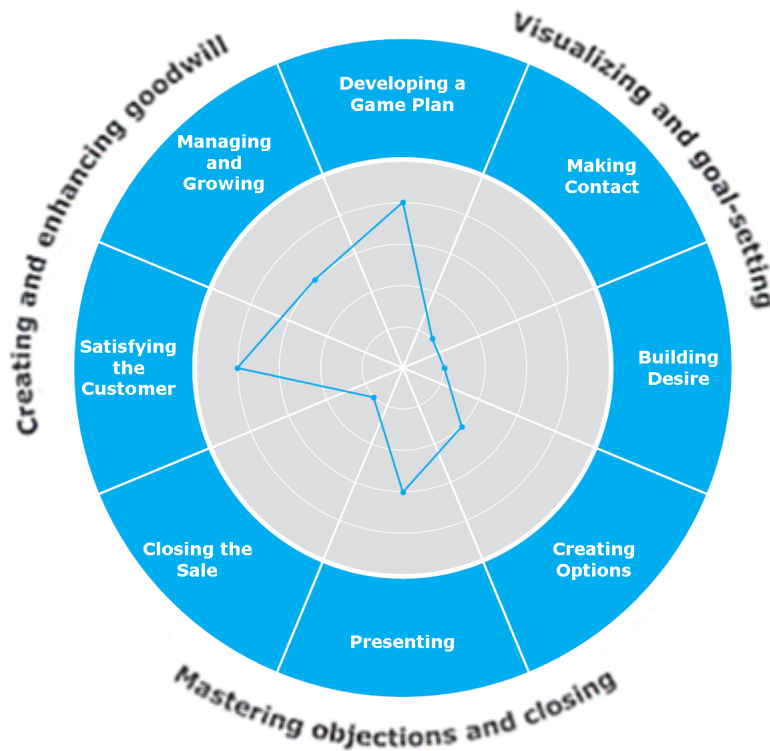 Visualizing and goal-setting
Creating and enhancing goodwill
Developing a
Game Plan
Making
Contact
Building
Desire
Creating
Options
Presenting
Closing the
Sale
Satisfying
the
Customer
Managing
and
Growing
Mastering objections and closing